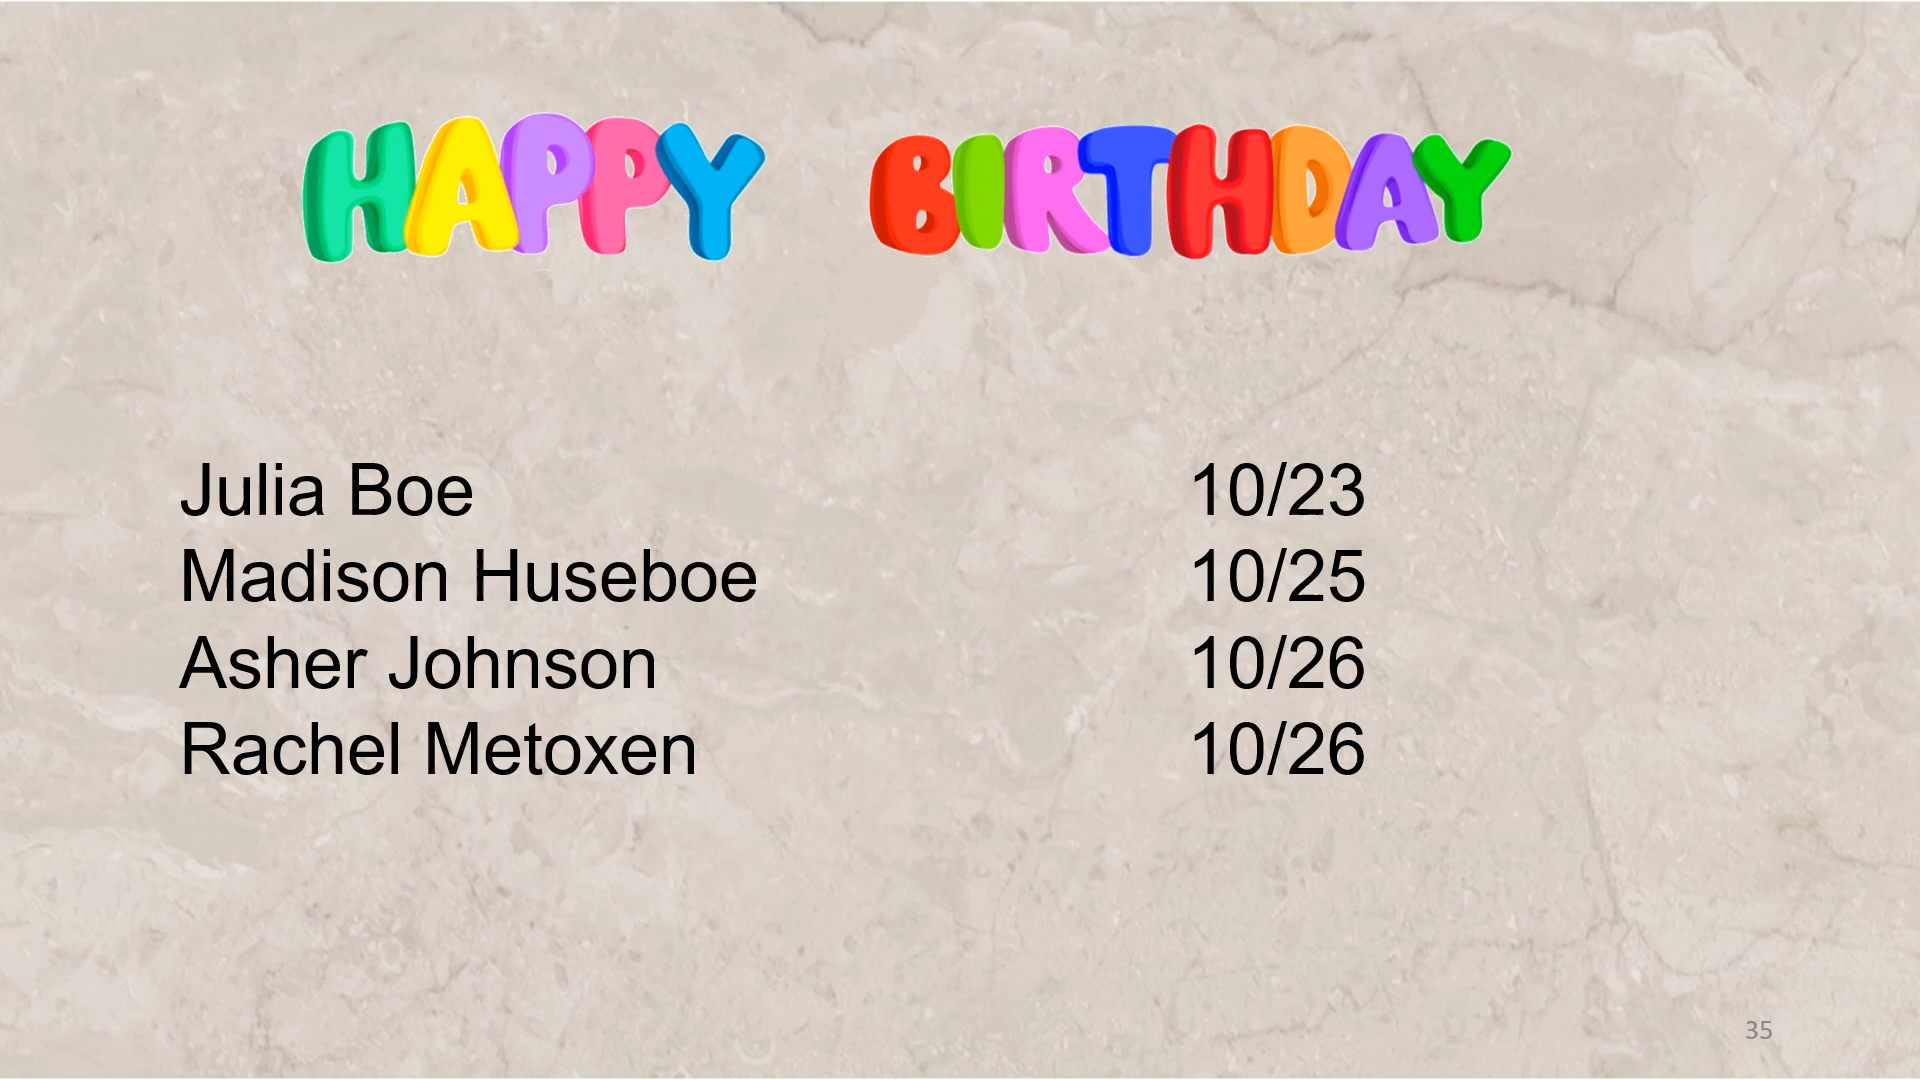 HAPPY BIRTHDAY
Julia Boe 10/23
Madison Huseboe 10/25
Asher Johnson 10/26
Rachel Metoxen 10/26
35